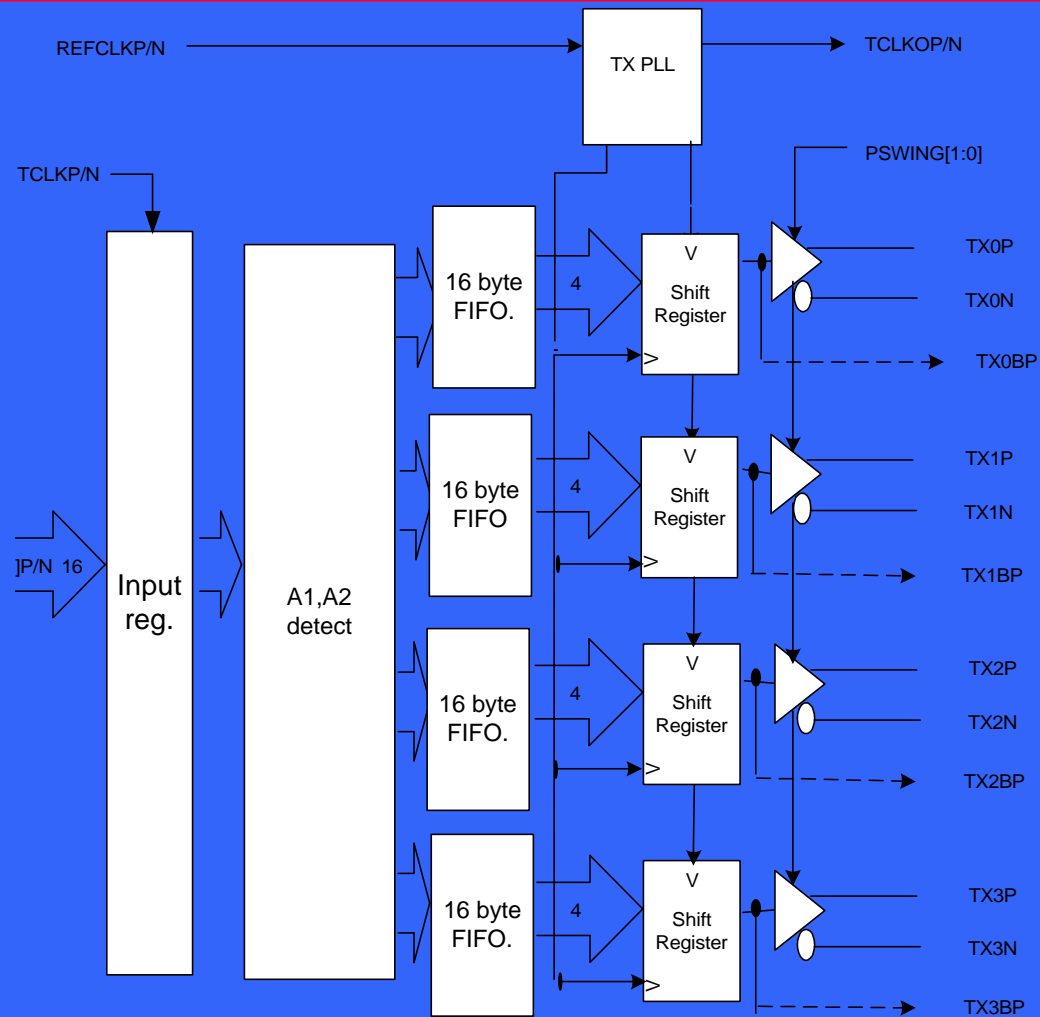 REFCLKP/N
TX PLL
TCLKOP/N
TCLKP/N
PSWING[1:0]
16 byte
FIFO.
4
V
Shift
Register
>
TX0P
TX0N
TX0BP
16 byte
FIFO
4
V
Shift
Register
>
TX1P
TX1N
TX1BP
]P/N 16
Input
reg.
A1,A2
detect
16 byte
FIFO.
4
V
Shift
Register
>
TX2P
TX2N
TX2BP
16 byte
FIFO.
4
V
Shift
Register
>
TX3P
TX3N
TX3BP